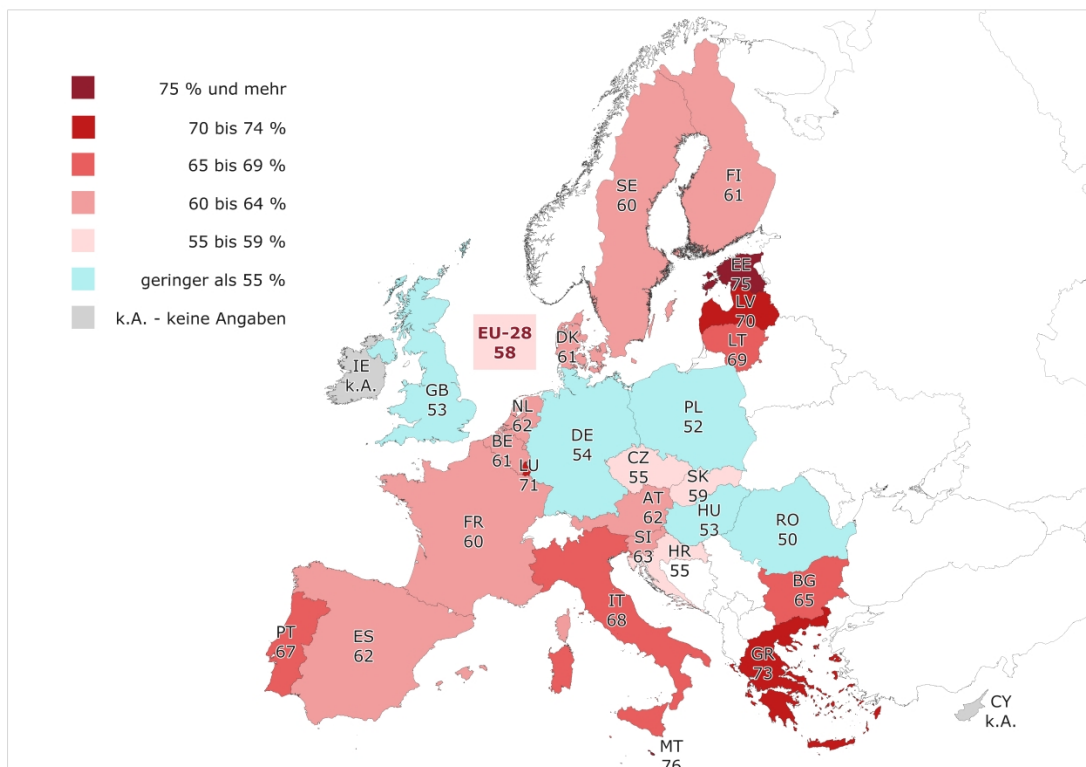 75 % und mehr
70 bis 74 %
65 bis 69 %
60 bis 64 %
55 bis 59 %
geringer als 55 %
k.A. - keine Angaben
EU-28
58
SE
60
FI
61
EE
75
LV
70
LT
69
DK
61
IE
k.A.
GB
53
NL
62
BE
61
LU
71
DE
54
PL
52
CZ
55
SK
59
AT
62
HU
53
RO
50
FR
60
SI
63
HR
55
BG
65
IT
68
PT
67
ES
62
GR
73
CY
k.A.
MT
76